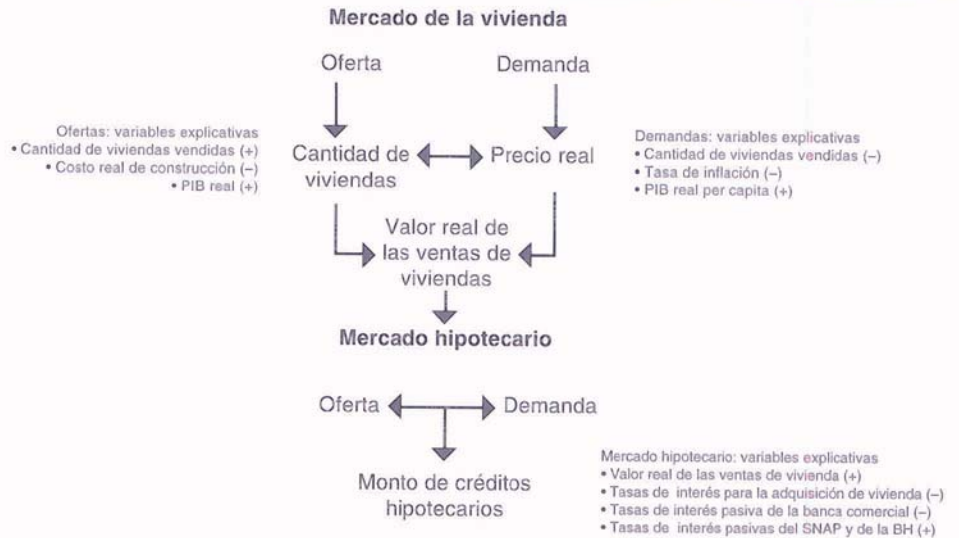 Mercado de la vivienda
Oferta
Demanda
Ofertas: variables explicativas
• Cantidad de viviendas vendidas (+)
• Costo real de construcción (–)
• PIB real (+)
Cantidad de
viviendas
Precio real
Demandas: variables explicativas
• Cantidad de viviendas vendidas (–)
• Tasa de inflación (–)
• PIB real per capita (+)
Valor real de
las ventas de
viviendas
Mercado hipotecario
Oferta
Demanda
Monto de créditos
hipotecarios
Mercado hipotecario: variables explicativas
• Valor real de las ventas de vivienda (+)
• Tasas de interés para la adquisición de vivienda (–)
• Tasas de interés pasiva de la banca comercial (–)
• Tasas de interés pasivas del SNAP y de la BH (+)